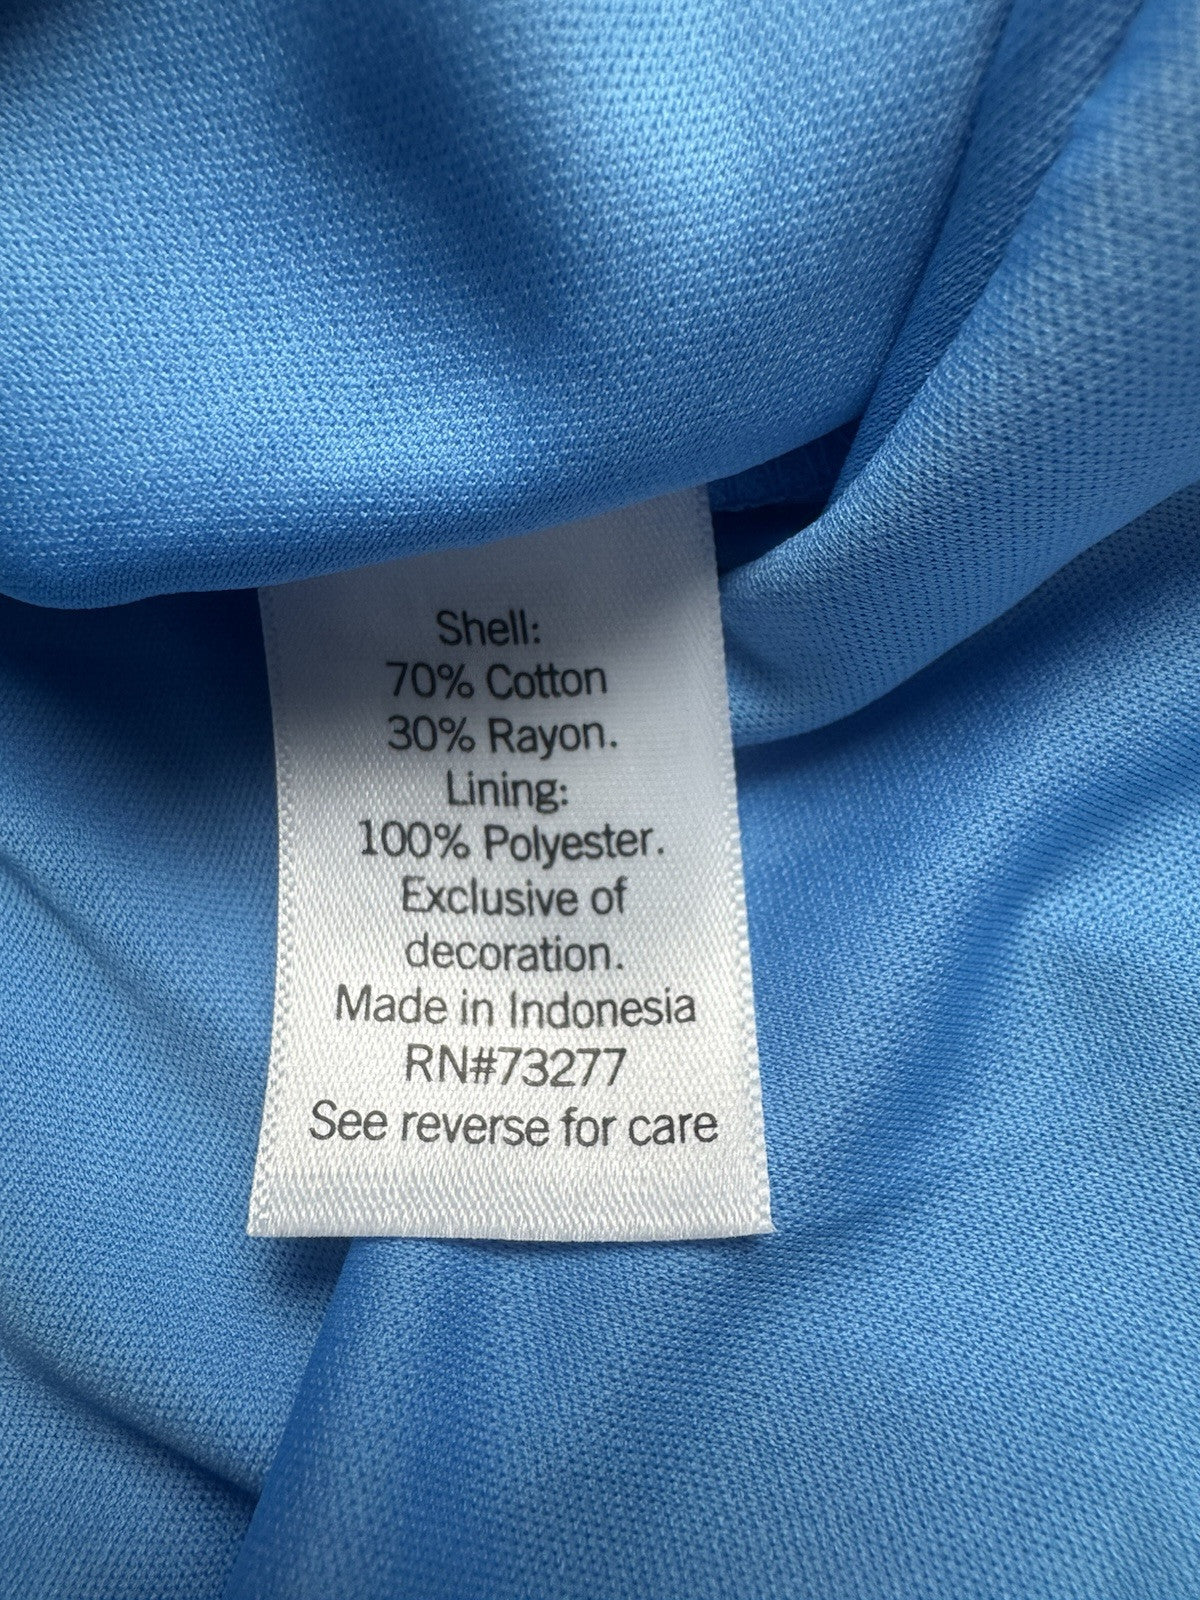 Shell:
70% Cotton
30% Rayon.
Lining:
100% Polyester.
Exclusive of
decoration.
Made in Indonesia
RN#73277
See reverse for care